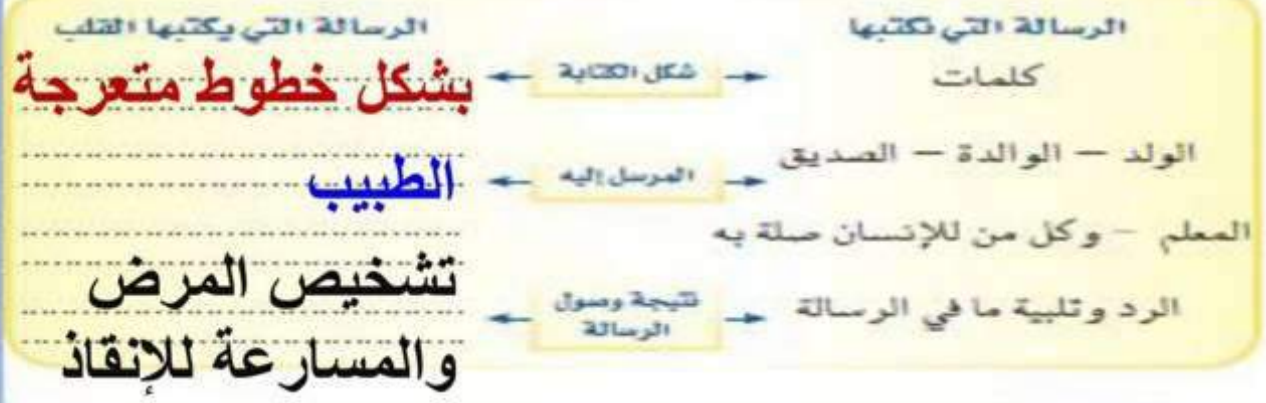 الرسالة التي نكتبها
الرسالة التي يكتبها القلب
كلمات
شكل الكتابة
بشكل خطوط متعرجة
الولد – الوالدة – الصديق
المعلم – وكل من للإنسان صلة به
المرسل إليه
الطبيب
الرد وتلبية ما في الرسالة
نتيجة وصول
الرسالة
تشخيص المرض
والمسارعة للإنقاذ